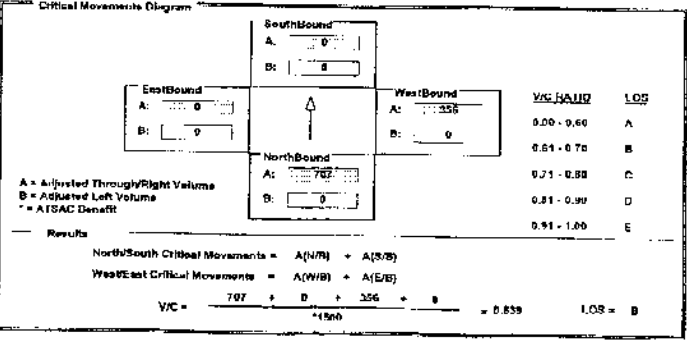 Critical Movements Diagram
SouthBound
A: 0
B: 0
EastBound
A: 0
B: 0
WestBound
A: 356
B: 0
NorthBound
A: 707
B: 0
V/C RATIO LOS
0.00 - 0.60 A
0.61 - 0.70 B
0.71 - 0.80 C
0.81 - 0.90 D
0.91 - 1.00 E
A = Adjusted Through/Right Volume
B = Adjusted Left Volume
* = ATSAC Benefit
Results
North/South Critical Movements = A(N/B) + A(S/B)
West/East Critical Movements = A(W/B) + A(E/B)
V/C = 707 + 0 + 356 + 0 = 0.639 LOS = B
*1500